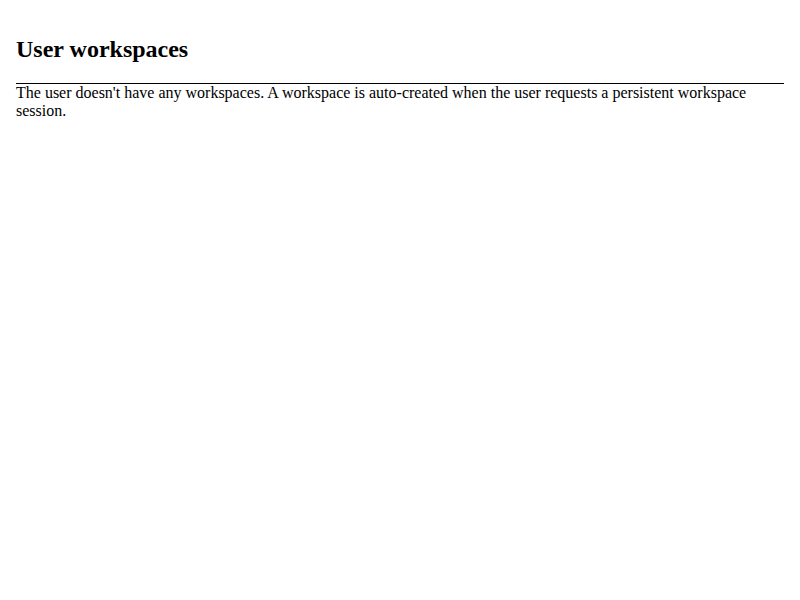 User workspaces
The user doesn't have any workspaces. A workspace is auto-created when the user requests a persistent workspace
session.